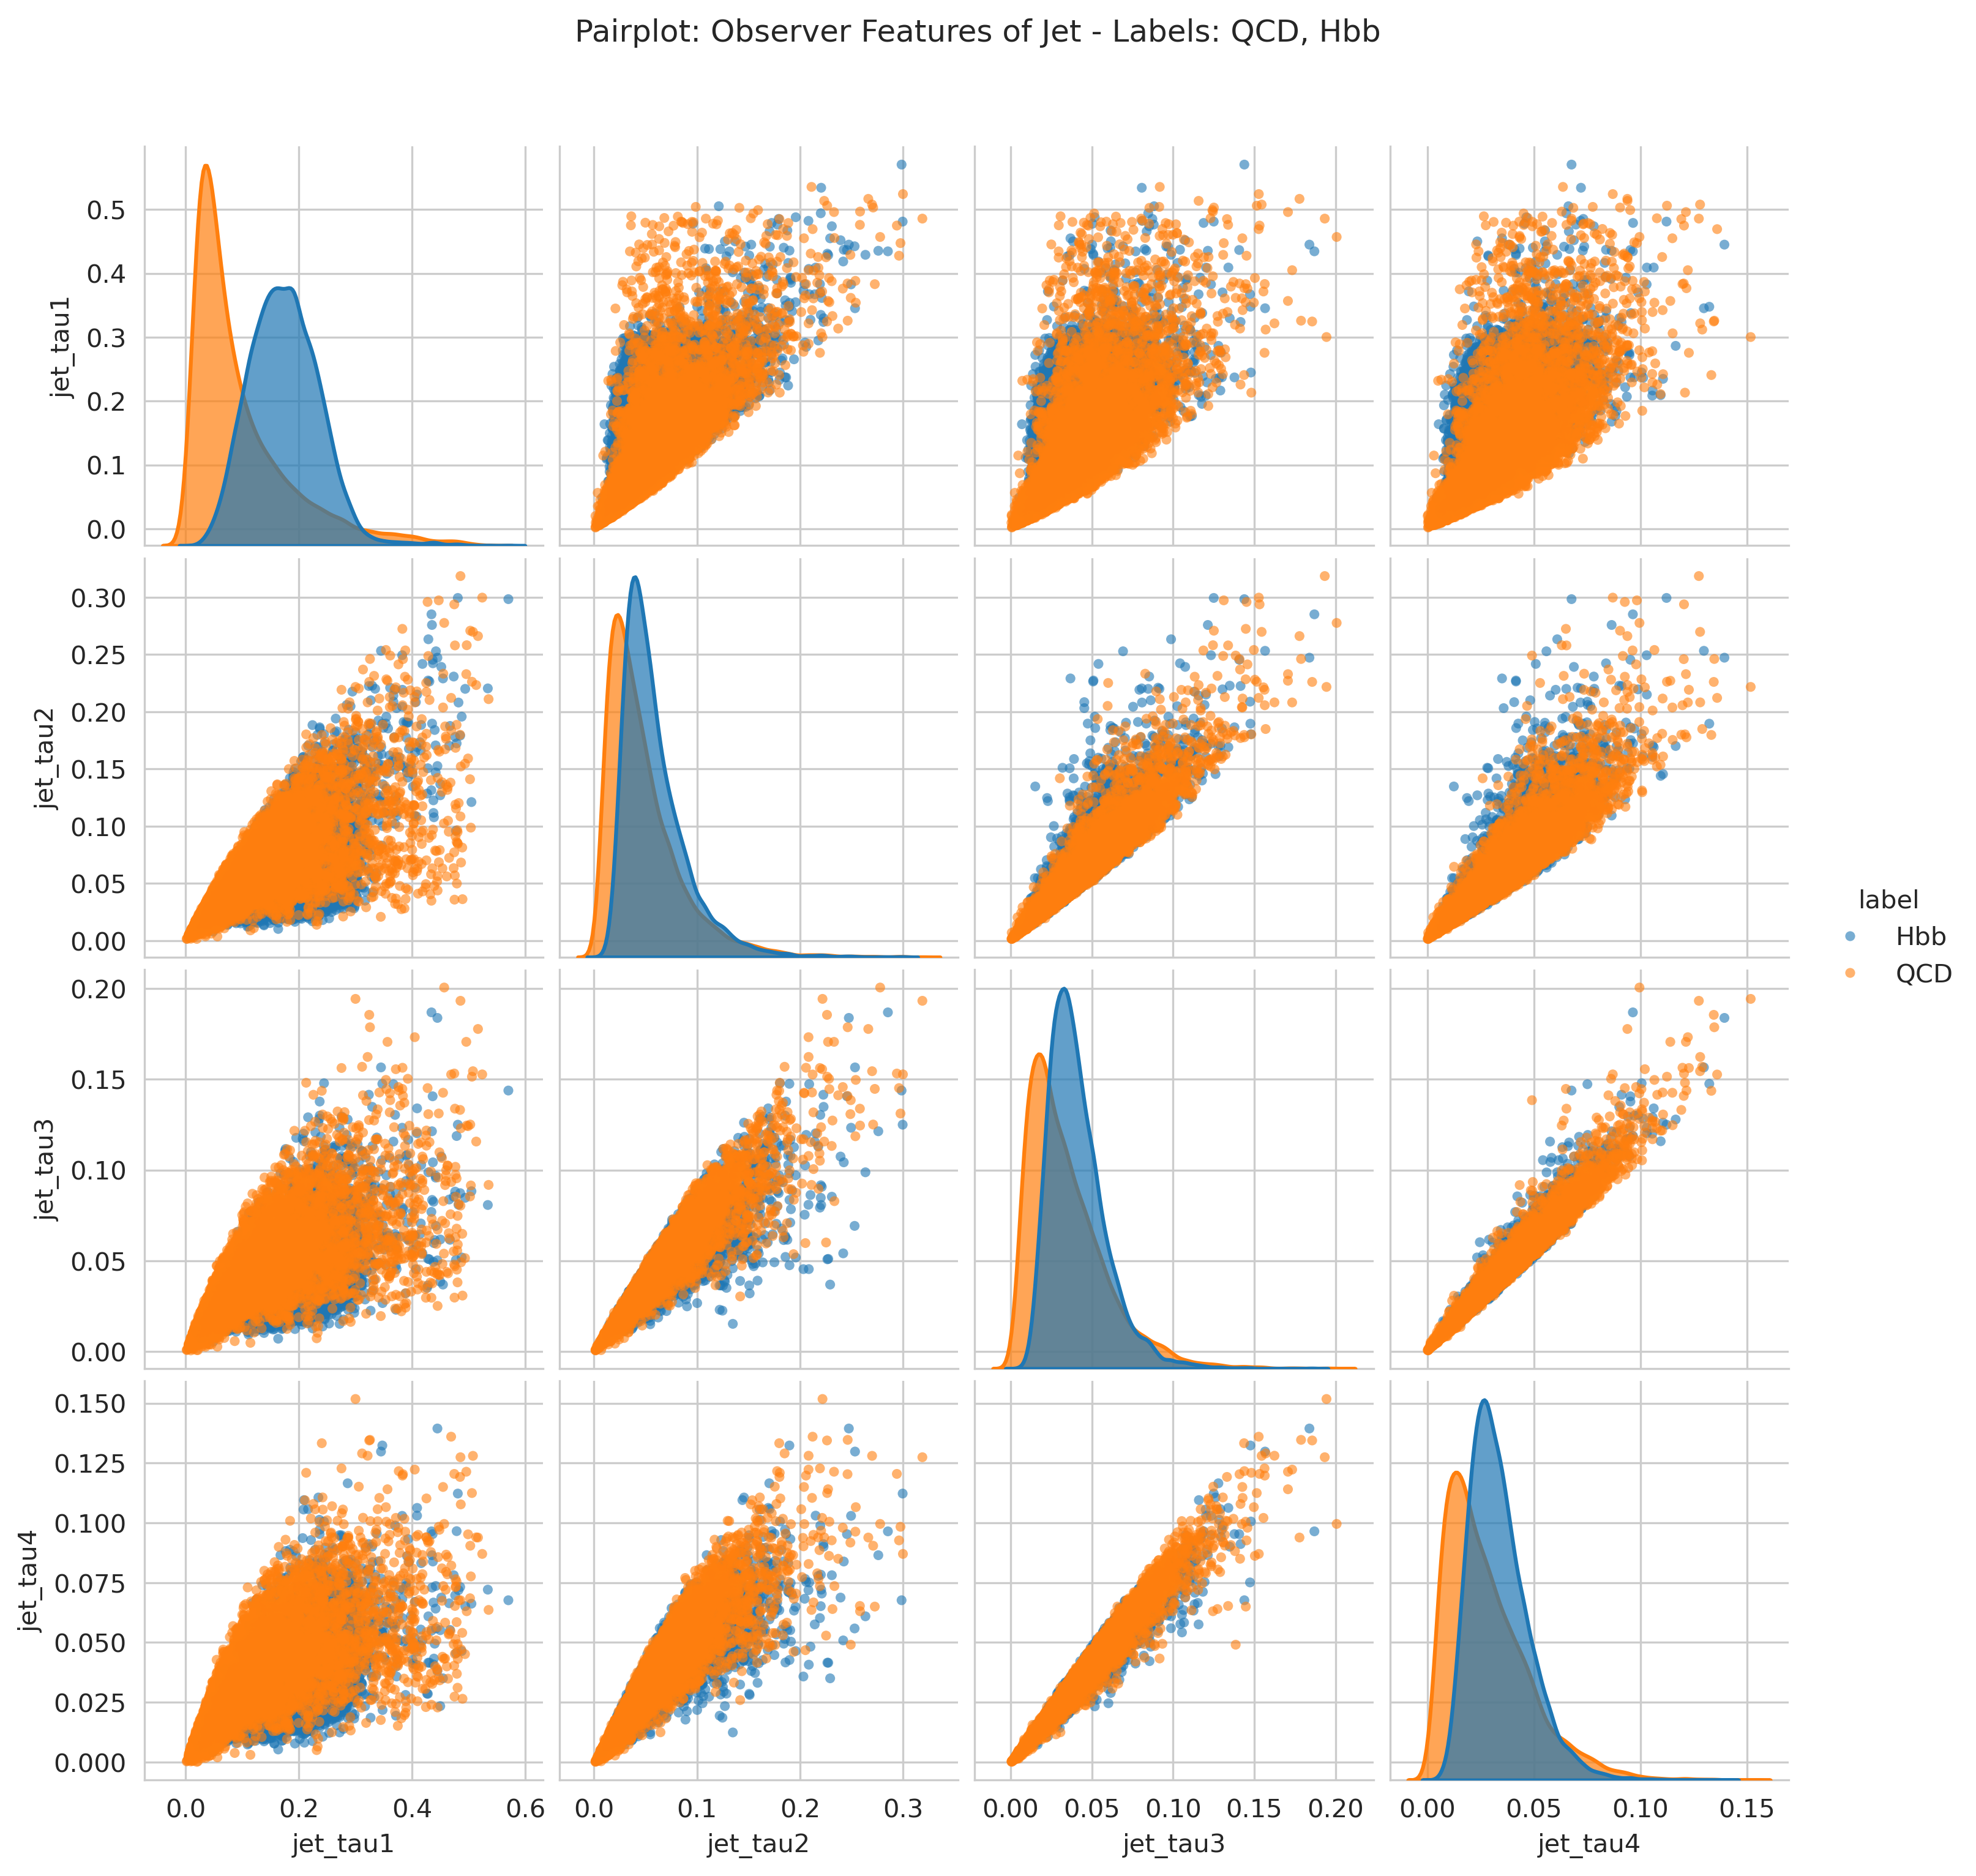 Pairplot: Observer Features of Jet - Labels: QCD, Hbb
jet_tau1
0.5
0.4
0.3
0.2
0.1
0.0
jet_tau2
0.30
0.25
0.20
0.15
0.10
0.05
0.00
label
Hbb
QCD
jet_tau3
0.20
0.15
0.10
0.05
0.00
jet_tau4
0.150
0.125
0.100
0.075
0.050
0.025
0.000
0.0 0.2 0.4 0.6
0.0 0.1 0.2 0.3
0.00 0.05 0.10 0.15 0.20
0.00 0.05 0.10 0.15
jet_tau1
jet_tau2
jet_tau3
jet_tau4